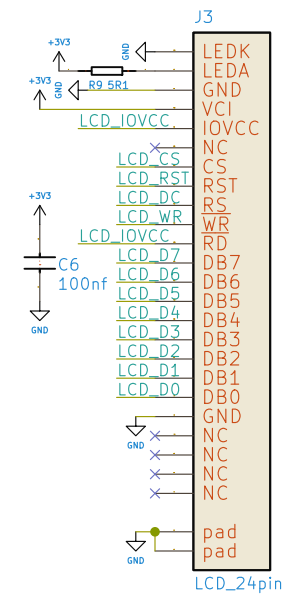 J3
+3V3
GND
LEDK
LEDA
R9 5R1
+3V3
GND
GND
VCI
LCD_IOVCC
IOVCC
NC
LCD_CS
CS
LCD_RST
RST
LCD_DC
RS
LCD_WR
WR
LCD_IOVCC
RD
LCD_D7
DB7
LCD_D6
DB6
LCD_D5
DB5
LCD_D4
DB4
LCD_D3
DB3
LCD_D2
DB2
LCD_D1
DB1
LCD_D0
DB0
+3V3
C6
100nf
GND
GND
GND
NC
NC
NC
NC
pad
pad
GND
LCD_24pin